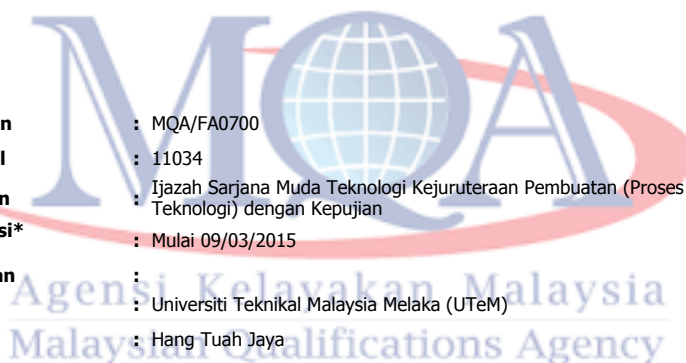 MQA
n : MQA/FA0700
l : 11034
n : Ijazah Sarjana Muda Teknologi Kejuruteraan Pembuatan (Proses
Teknologi) dengan Kepujian
si* : Mulai 09/03/2015
an :
: Universiti Teknikal Malaysia Melaka (UTeM)
: Hang Tuah Jaya
Agensi Kelayakan Malaysia
Malaysian Qualifications Agency